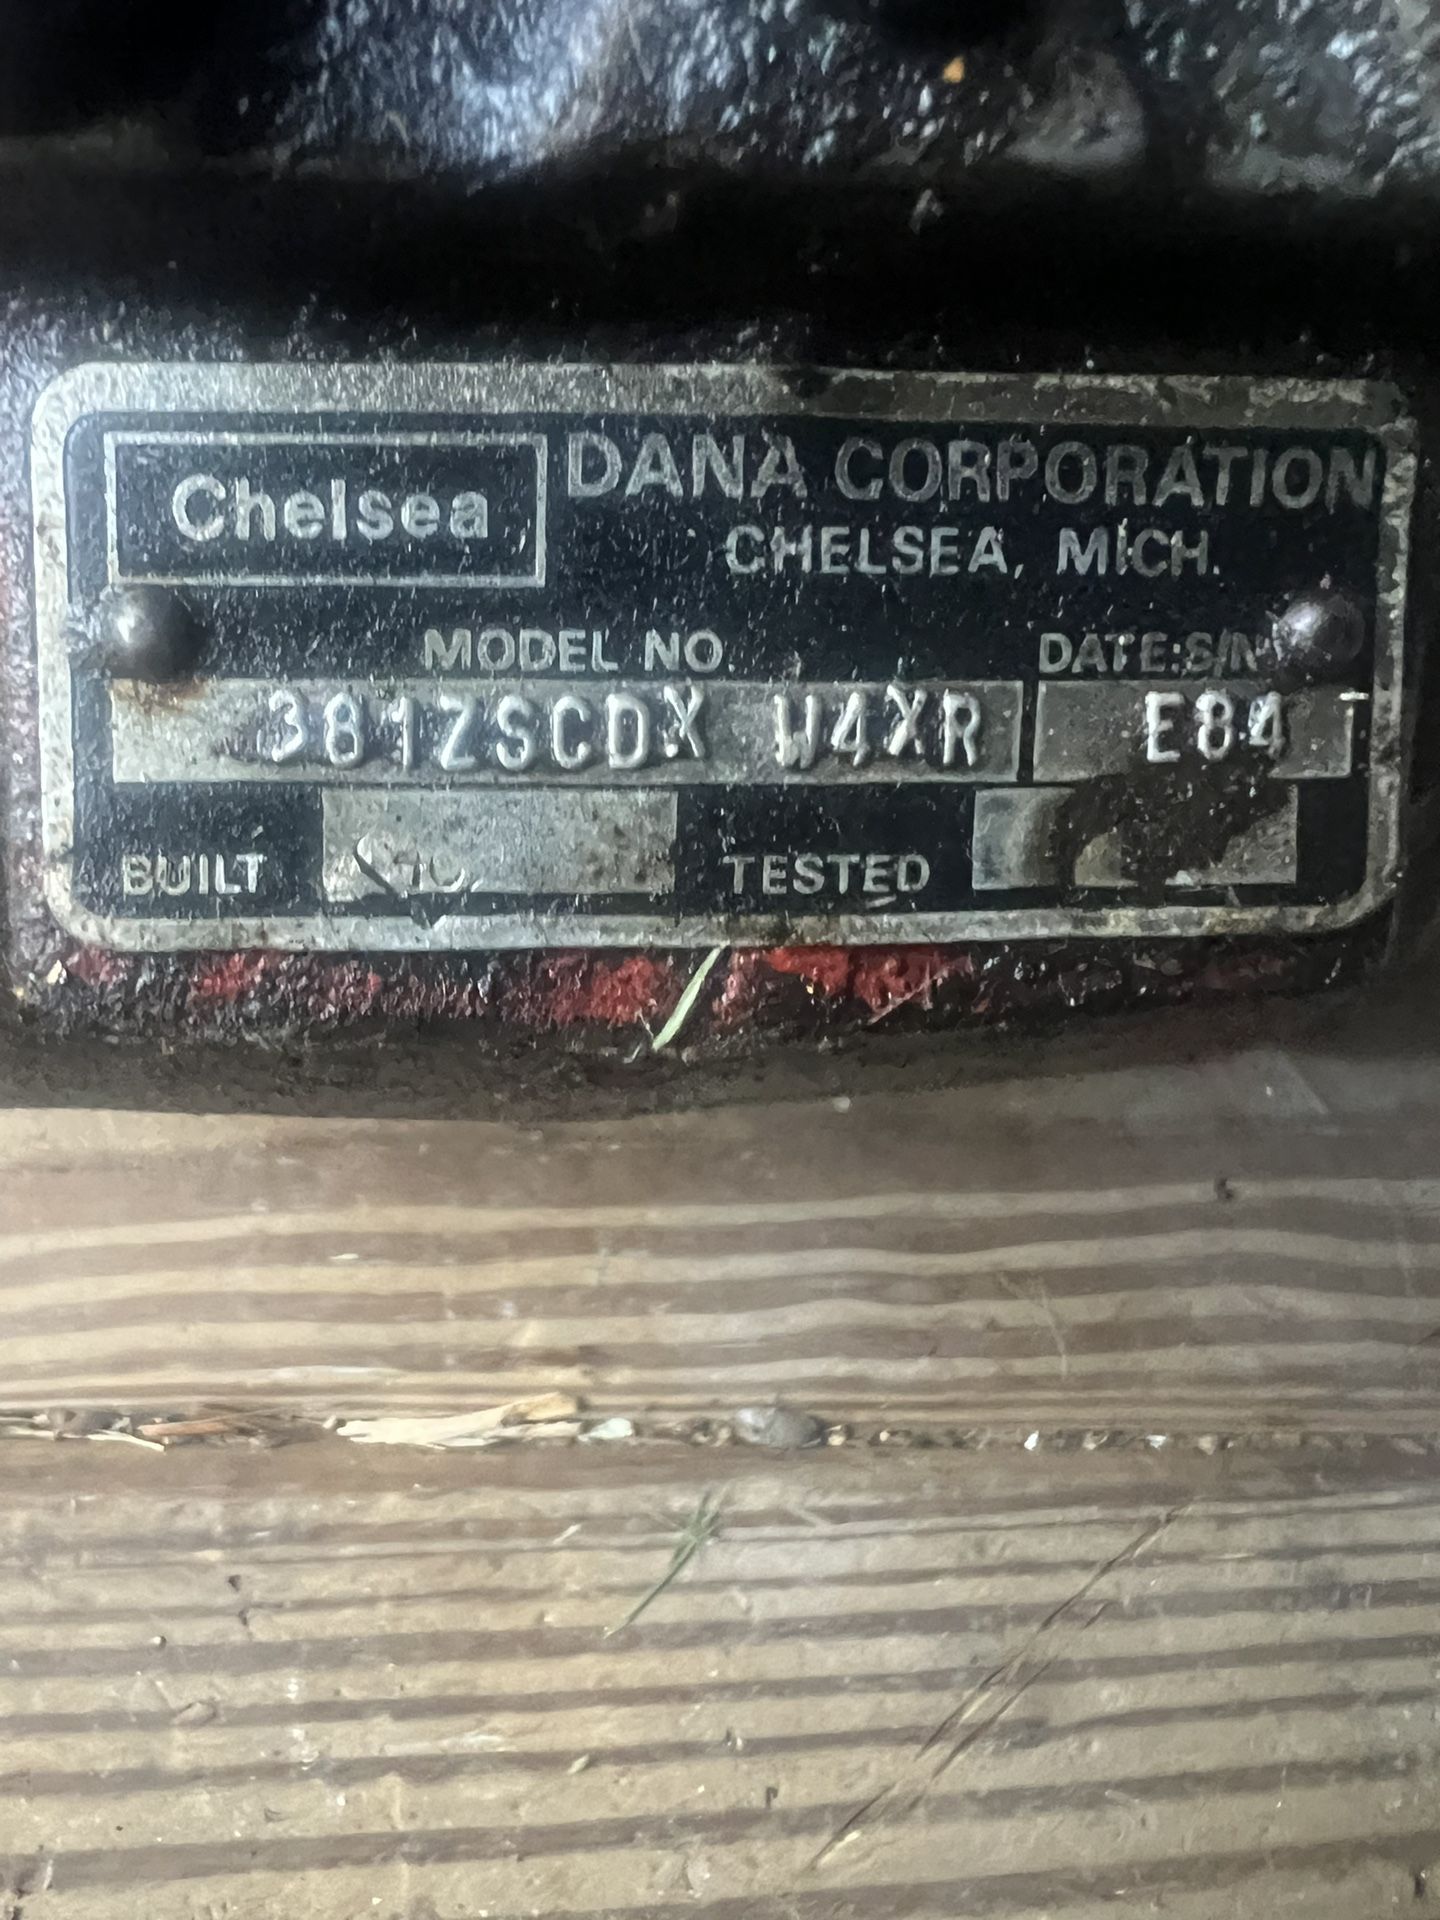 Chelsea
DANA CORPORATION
CHELSEA, MICH.
MODEL NO.
DATE:S/N
381ZSCDX W4XR
E84
BUILT
TESTED